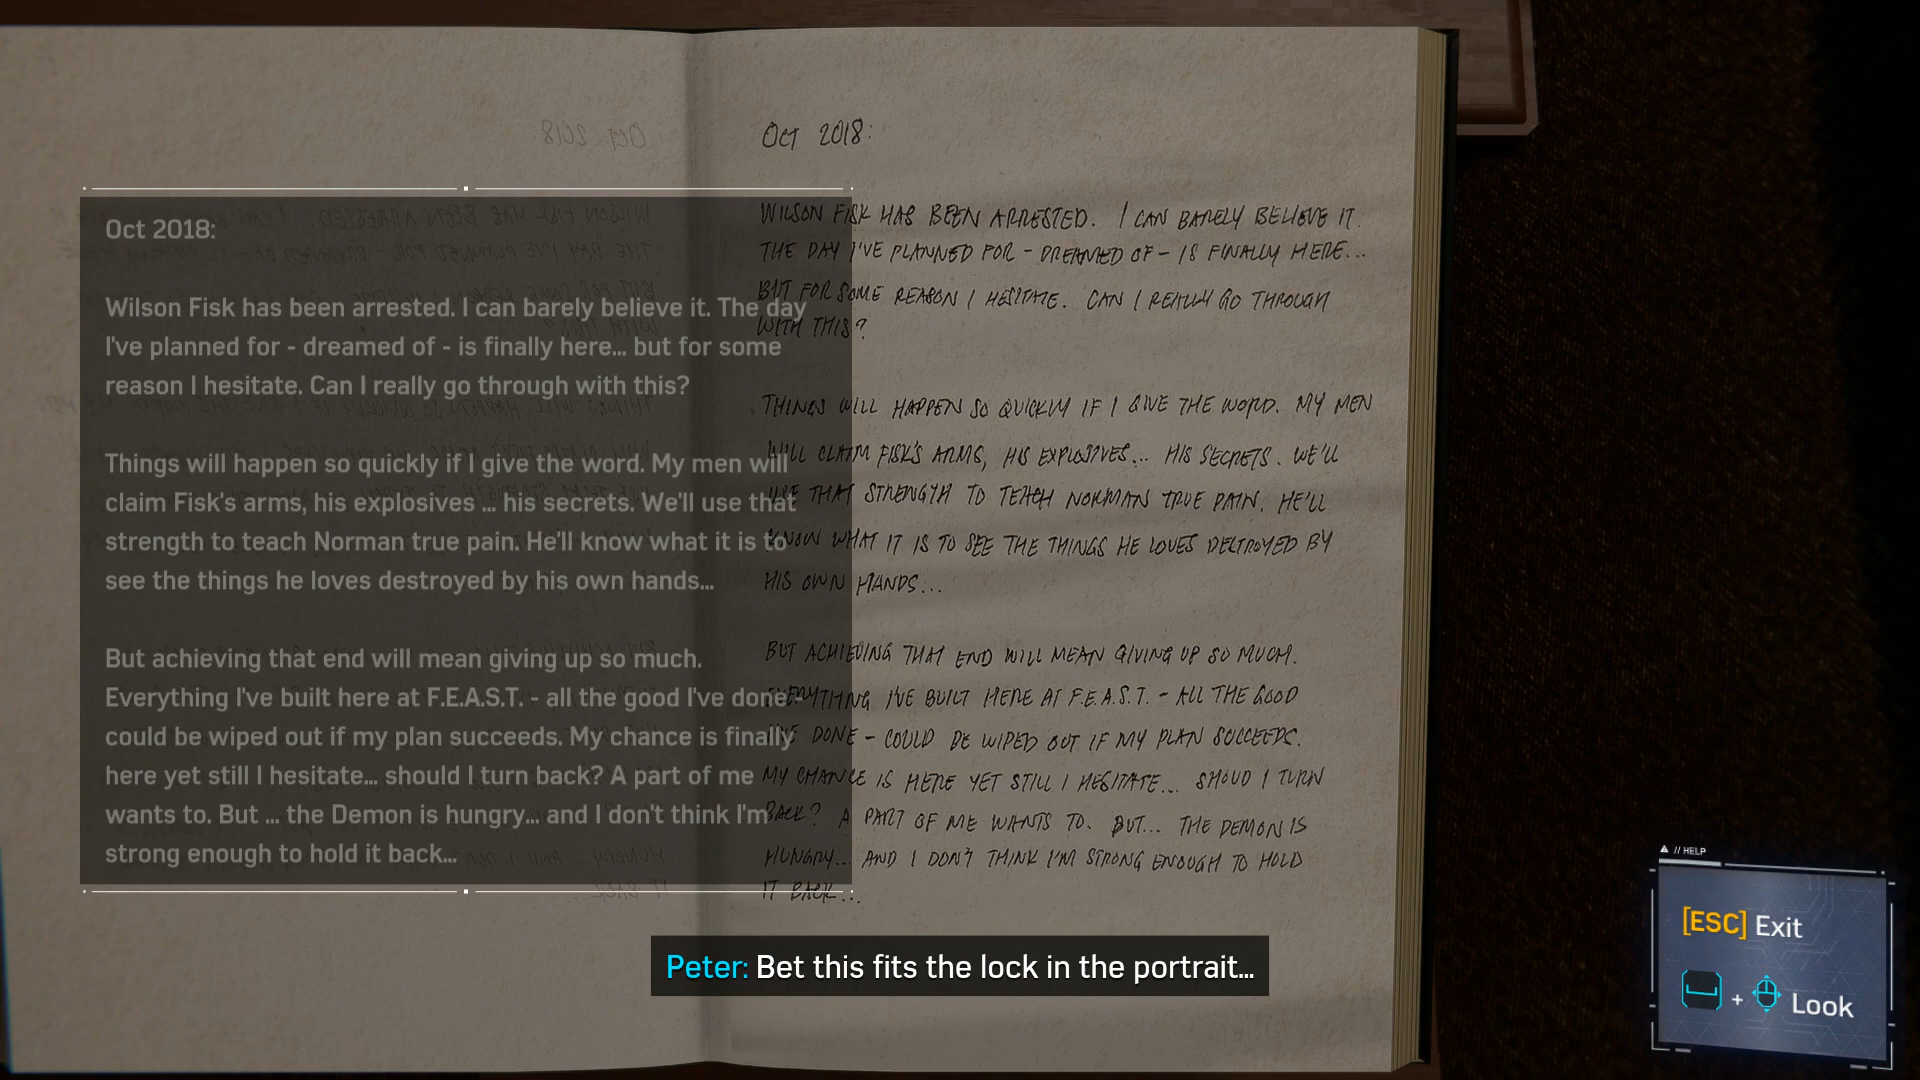 Oct 2018:
Wilson Fisk has been arrested. I can barely believe it. The day
I've planned for - dreamed of - is finally here... but for some
reason I hesitate. Can I really go through with this?
Things will happen so quickly if I give the word. My men will
claim Fisk's arms, his explosives ... his secrets. We'll use that
strength to teach Norman true pain. He'll know what it is to
see the things he loves destroyed by his own hands...
But achieving that end will mean giving up so much.
Everything I've built here at F.E.A.S.T. - all the good I've done -
could be wiped out if my plan succeeds. My chance is finally
here yet still I hesitate... should I turn back? A part of me
wants to. But ... the Demon is hungry... and I don't think I'm
strong enough to hold it back...
OCT 2018:
WILSON FISK HAS BEEN ARRESTED. I CAN BARELY BELIEVE IT.
THE DAY I'VE PLANNED FOR - DREAMED OF - IS FINALLY HERE...
BUT FOR SOME REASON I HESITATE. CAN I REALLY GO THROUGH
WITH THIS?
THINGS WILL HAPPEN SO QUICKLY IF I GIVE THE WORD. MY MEN
WILL CLAIM FISK'S ARMS, HIS EXPLOSIVES... HIS SECRETS. WE'LL
USE THAT STRENGTH TO TEACH NORMAN TRUE PAIN. HE'LL
KNOW WHAT IT IS TO SEE THE THINGS HE LOVES DESTROYED BY
HIS OWN HANDS...
BUT ACHIEVING THAT END WILL MEAN GIVING UP SO MUCH.
EVERYTHING I'VE BUILT HERE AT F.E.A.S.T. - ALL THE GOOD
I'VE DONE - COULD BE WIPED OUT IF MY PLAN SUCCEEDS.
MY CHANCE IS HERE YET STILL I HESITATE... SHOUD I TURN
BACK? A PART OF ME WANTS TO. BUT... THE DEMON IS
HUNGRY... AND I DON'T THINK I'M STRONG ENOUGH TO HOLD
IT BACK...
Peter: Bet this fits the lock in the portrait...
// HELP
[ESC] Exit
+ Look